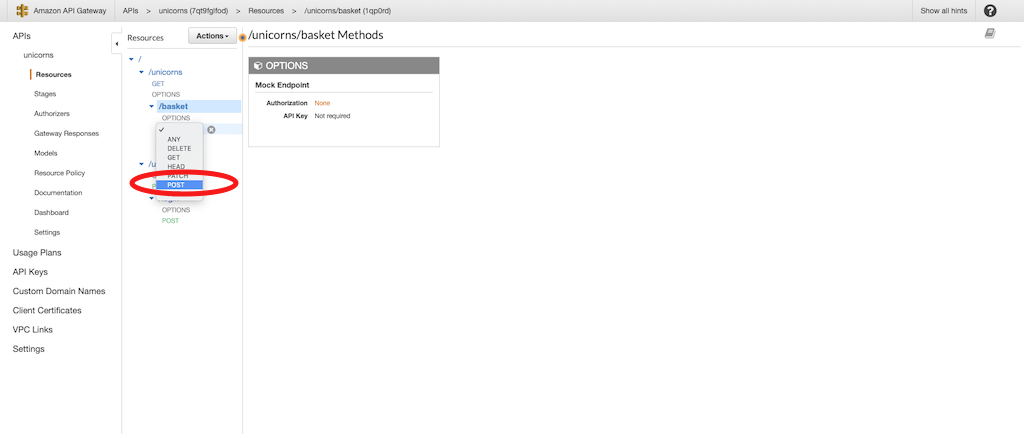 Amazon API Gateway
APIs > unicorns (7qt9fglfod) > Resources > /unicorns/basket (1qp0rd)
Show all hints
APIs
unicorns
Resources
Stages
Authorizers
Gateway Responses
Models
Resource Policy
Documentation
Dashboard
Settings
Usage Plans
API Keys
Custom Domain Names
Client Certificates
VPC Links
Settings
Resources
Actions
/
/unicorns
GET
OPTIONS
/basket
OPTIONS
ANY
DELETE
GET
HEAD
PATCH
POST
OPTIONS
POST
/unicorns/basket Methods
OPTIONS
Mock Endpoint
Authorization None
API Key Not required